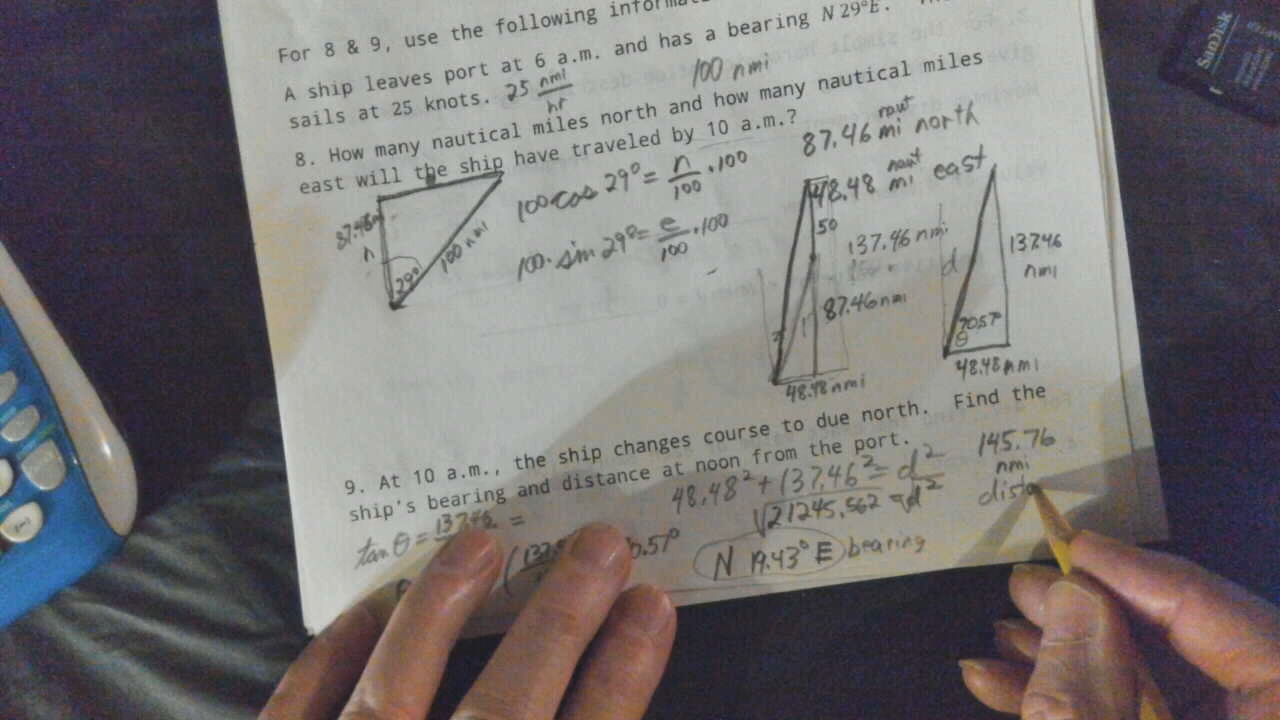 For 8 & 9, use the following
A ship leaves port at 6 a.m. and has a bearing N 29°E.
sails at 25 knots. 25 nmi/hr 100 nmi
8. How many nautical miles north and how many nautical miles
east will the ship have traveled by 10 a.m.?
87.46 naut mi north
48.48 naut mi east
100 cos 29° = n/100 · 100
100 · sin 29° = e/100 · 100
87.46
n
29°
100 nmi
50
137.46 nmi
87.46 nmi
48.48 nmi
d
137.46
nmi
70.57°
θ
48.48 nmi
9. At 10 a.m., the ship changes course to due north. Find the
ship's bearing and distance at noon from the port.
48.48² + 137.46² = d²
√21245.562 = √d²
145.76
nmi
tan θ = 137.46 =
N 19.43° E bearing
SanDisk